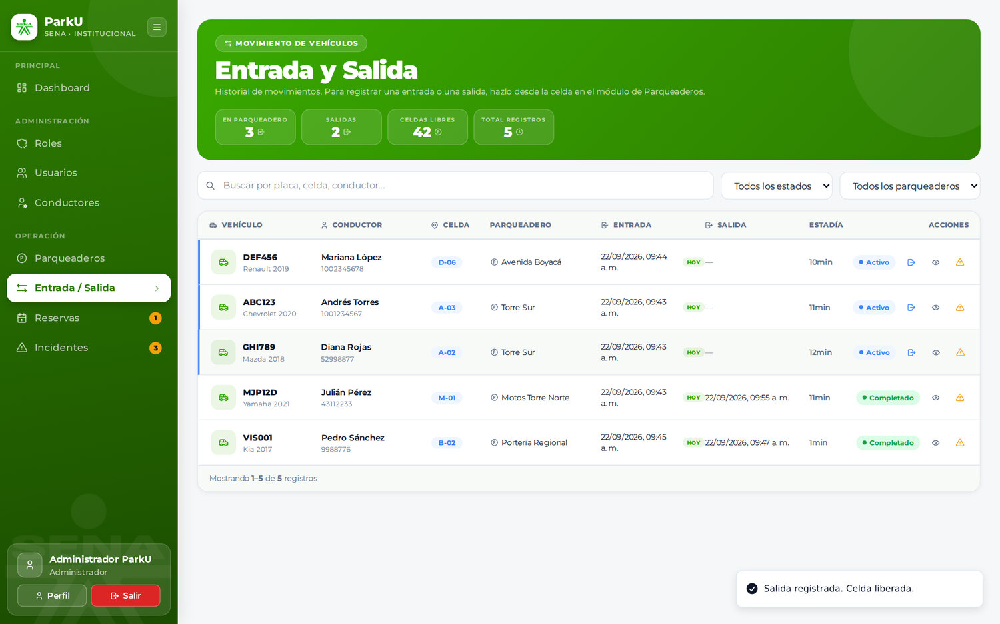 SENA
ParkU
SENA · INSTITUCIONAL
PRINCIPAL
Dashboard
ADMINISTRACIÓN
Roles
Usuarios
Conductores
OPERACIÓN
Parqueaderos
Entrada / Salida
Reservas 1
Incidentes 3
SENA
Administrador ParkU
Administrador
Perfil
Salir
MOVIMIENTO DE VEHÍCULOS
Entrada y Salida
Historial de movimientos. Para registrar una entrada o una salida, hazlo desde la celda en el módulo de Parqueaderos.
EN PARQUEADERO SALIDAS CELDAS LIBRES TOTAL REGISTROS
3 2 42 5
Buscar por placa, celda, conductor... Todos los estados Todos los parqueaderos
VEHÍCULO CONDUCTOR CELDA PARQUEADERO ENTRADA SALIDA ESTADÍA ACCIONES
DEF456 Mariana López 22/09/2026, 09:44
D-06 Avenida Boyacá HOY — 10min Activo
Renault 2019 1002345678 a. m.
ABC123 Andrés Torres 22/09/2026, 09:43
A-03 Torre Sur HOY — 11min Activo
Chevrolet 2020 1001234567 a. m.
GHI789 Diana Rojas 22/09/2026, 09:43
A-02 Torre Sur HOY — 12min Activo
Mazda 2018 52998877 a. m.
MJP12D Julián Pérez 22/09/2026, 09:43
M-01 Motos Torre Norte HOY 22/09/2026, 09:55 a. m. 11min Completado
Yamaha 2021 43112233 a. m.
VIS001 Pedro Sánchez 22/09/2026, 09:45
B-02 Portería Regional HOY 22/09/2026, 09:47 a. m. 1min Completado
Kia 2017 9988776 a. m.
Mostrando 1–5 de 5 registros
Salida registrada. Celda liberada.